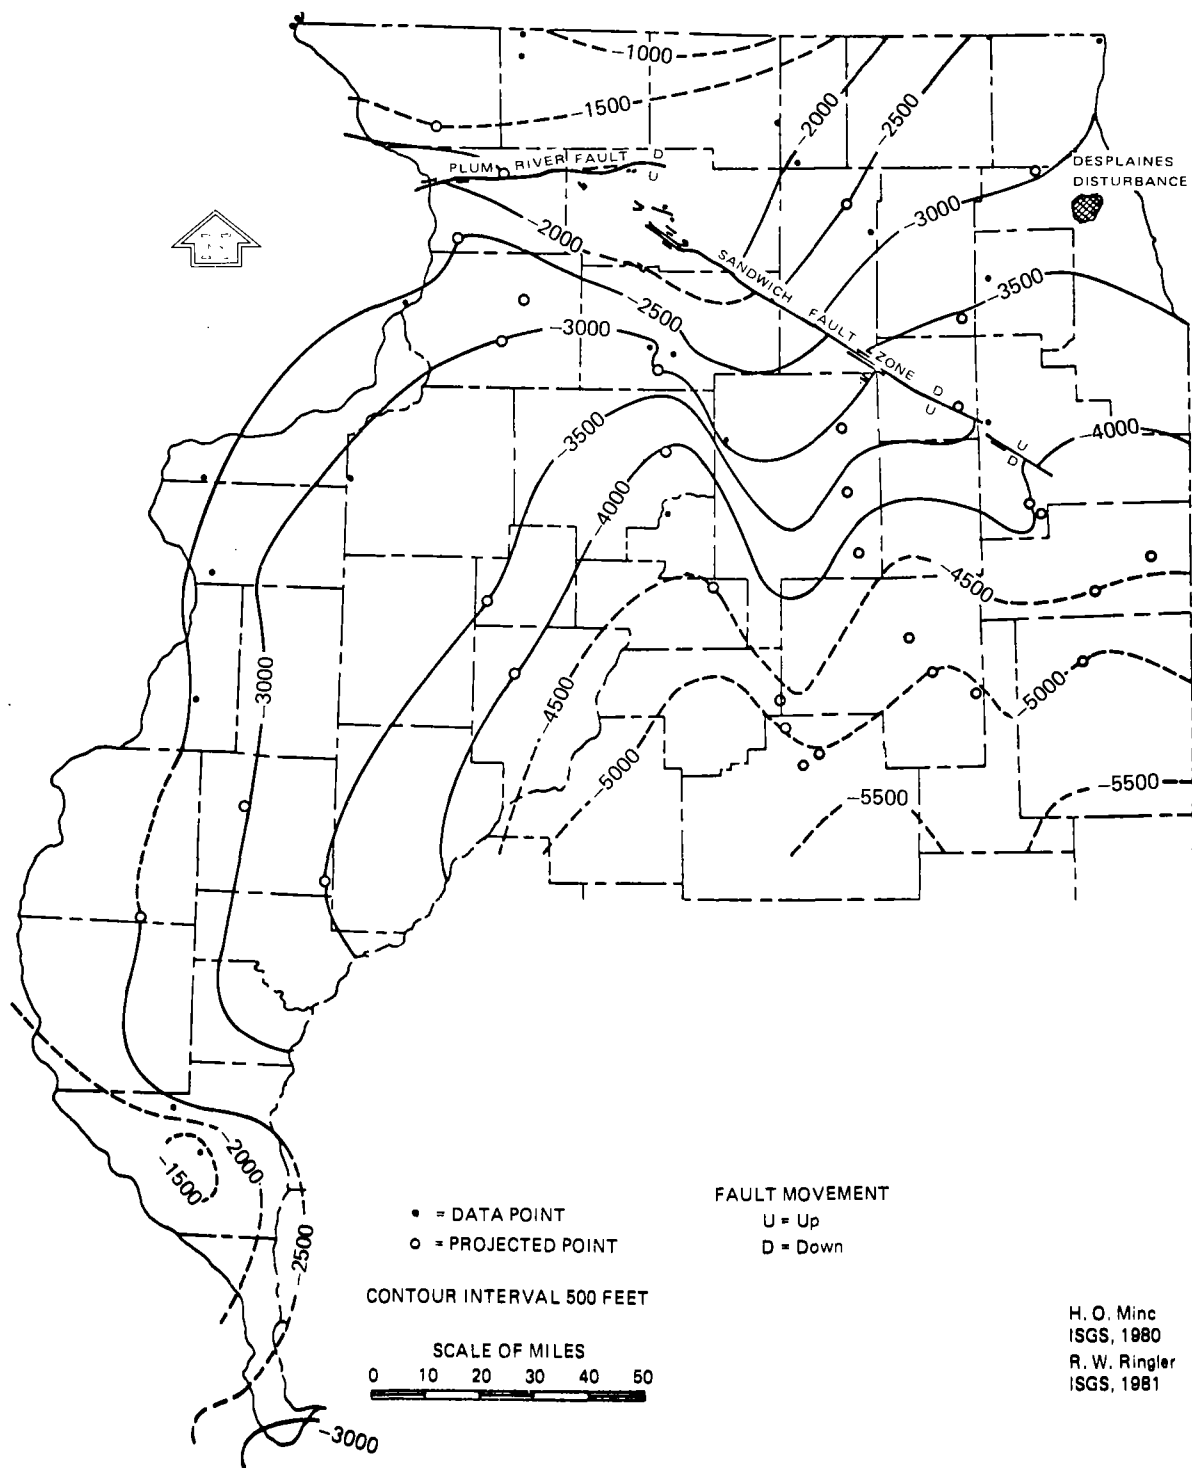 -1000
-1500
-2000
-2500
DESPLAINES
DISTURBANCE
PLUM RIVER FAULT
D
U
-3000
-2000
SANDWICH FAULT ZONE
-3500
-2500
-3000
D
U
-3500
U
D
-4000
-4000
-4500
-3000
-4500
-5000
-5000
-5500
-5500
-2000
-1500
-2500
FAULT MOVEMENT
U = Up
D = Down
• = DATA POINT
o = PROJECTED POINT
CONTOUR INTERVAL 500 FEET
SCALE OF MILES
0 10 20 30 40 50
H. O. Minc
ISGS, 1980
R. W. Ringler
ISGS, 1981
-3000